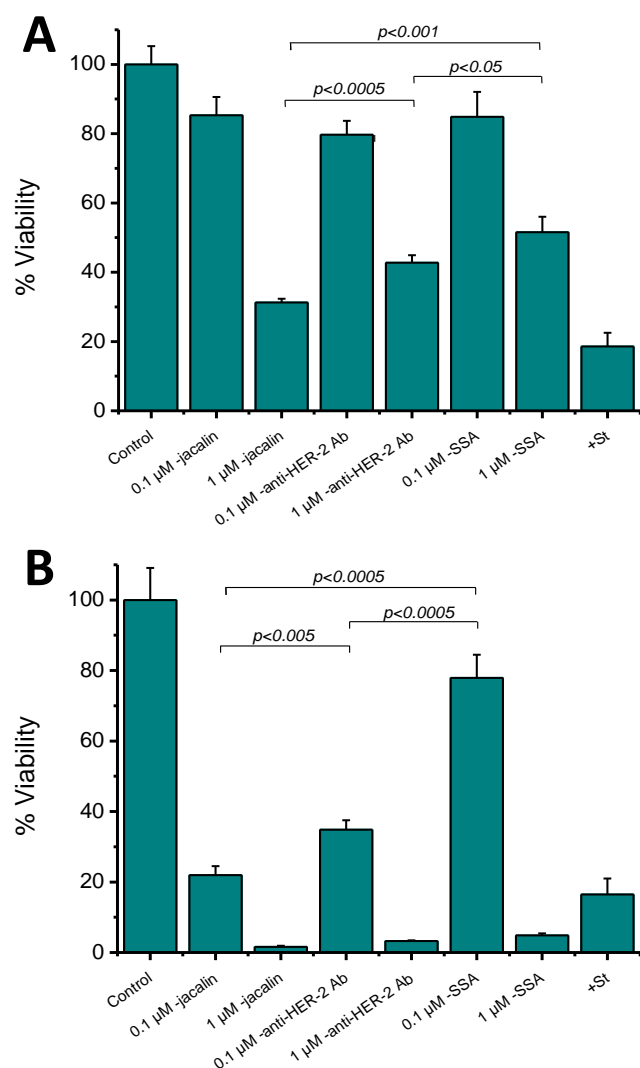 A
p<0.001
p<0.0005
p<0.05
100
80
60
40
20
0
% Viability
Control
0.1 µM -jacalin
1 µM -jacalin
0.1 µM -anti-HER-2 Ab
1 µM -anti-HER-2 Ab
0.1 µM -SSA
1 µM -SSA
+St
B
p<0.0005
p<0.005
p<0.0005
100
80
60
40
20
0
% Viability
Control
0.1 µM -jacalin
1 µM -jacalin
0.1 µM -anti-HER-2 Ab
1 µM -anti-HER-2 Ab
0.1 µM -SSA
1 µM -SSA
+St